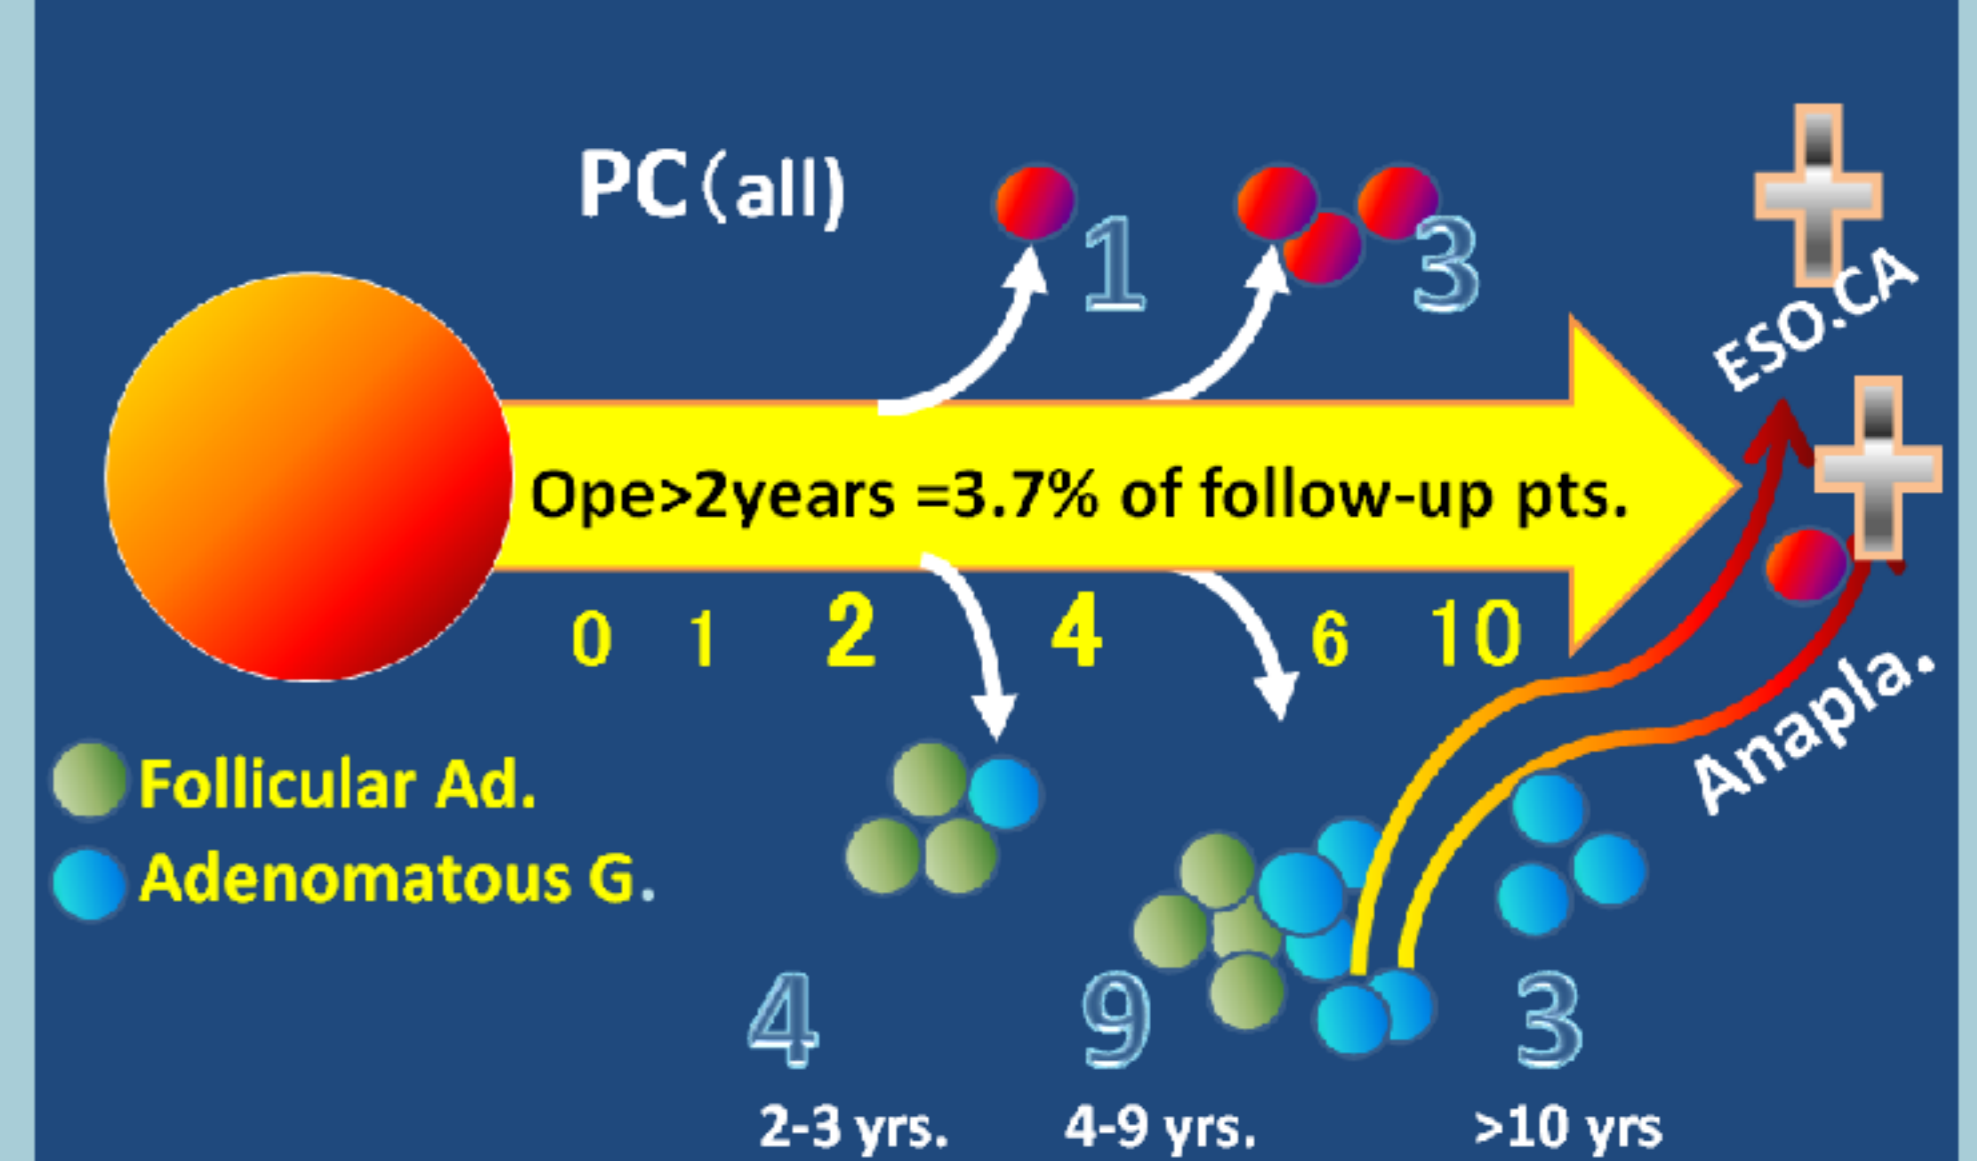 PC(all)
1
3
ESO.CA
Ope>2years =3.7% of follow-up pts.
0 1 2 4 6 10
Anapla.
Follicular Ad.
Adenomatous G.
4 9 3
2-3 yrs. 4-9 yrs. >10 yrs